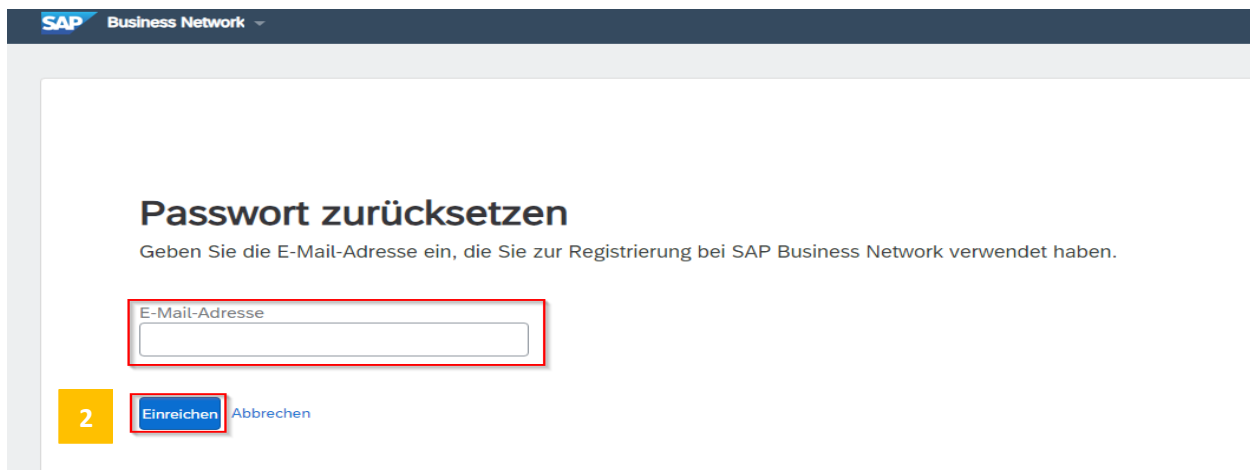 SAP Business Network
Passwort zurücksetzen
Geben Sie die E-Mail-Adresse ein, die Sie zur Registrierung bei SAP Business Network verwendet haben.
E-Mail-Adresse
2 Einreichen Abbrechen